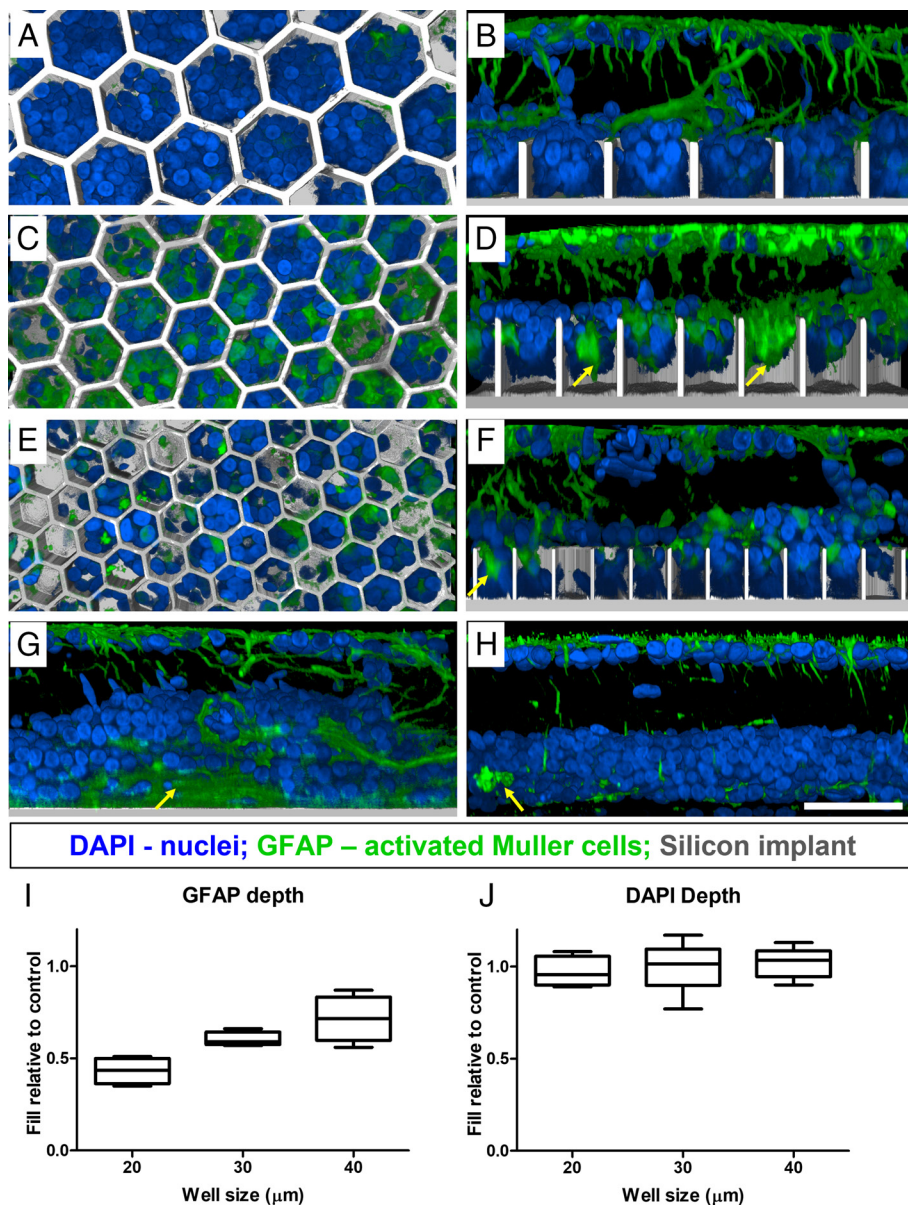 A
B
C
D
E
F
G
H
DAPI - nuclei; GFAP – activated Muller cells; Silicon implant
I
GFAP depth
Fill relative to control
1.0
0.5
0.0
20
30
40
Well size (μm)
J
DAPI Depth
Fill relative to control
1.0
0.5
0.0
20
30
40
Well size (μm)